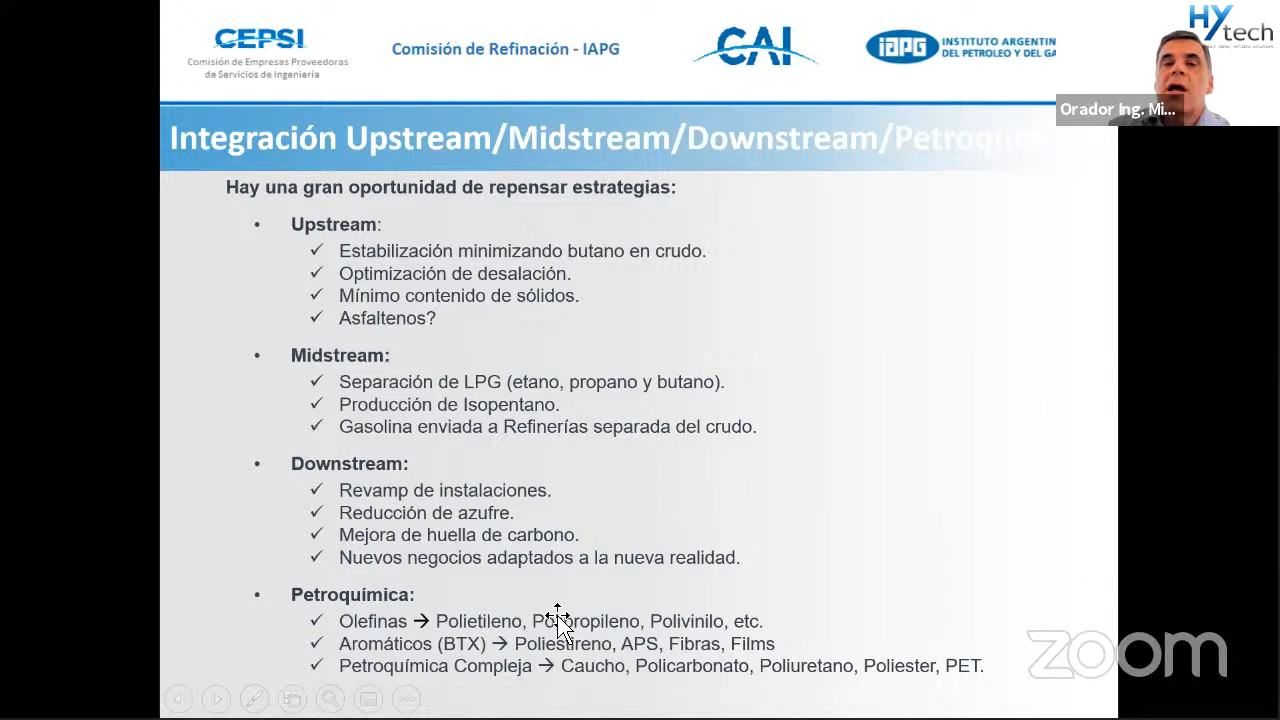 CEPSI
Comisión de Empresas Proveedoras
de Servicios de Ingeniería
Comisión de Refinación - IAPG
CAI
iapg
INSTITUTO ARGENTIN
DEL PETROLEO Y DEL GA
HYtech
Orador Ing. Mi...
Integración Upstream/Midstream/Downstream/Petroqu
Hay una gran oportunidad de repensar estrategias:
• Upstream:
✓ Estabilización minimizando butano en crudo.
✓ Optimización de desalación.
✓ Mínimo contenido de sólidos.
✓ Asfaltenos?
• Midstream:
✓ Separación de LPG (etano, propano y butano).
✓ Producción de Isopentano.
✓ Gasolina enviada a Refinerías separada del crudo.
• Downstream:
✓ Revamp de instalaciones.
✓ Reducción de azufre.
✓ Mejora de huella de carbono.
✓ Nuevos negocios adaptados a la nueva realidad.
• Petroquímica:
✓ Olefinas → Polietileno, Polipropileno, Polivinilo, etc.
✓ Aromáticos (BTX) → Poliestireno, APS, Fibras, Films
✓ Petroquímica Compleja → Caucho, Policarbonato, Poliuretano, Poliester, PET.
zoom